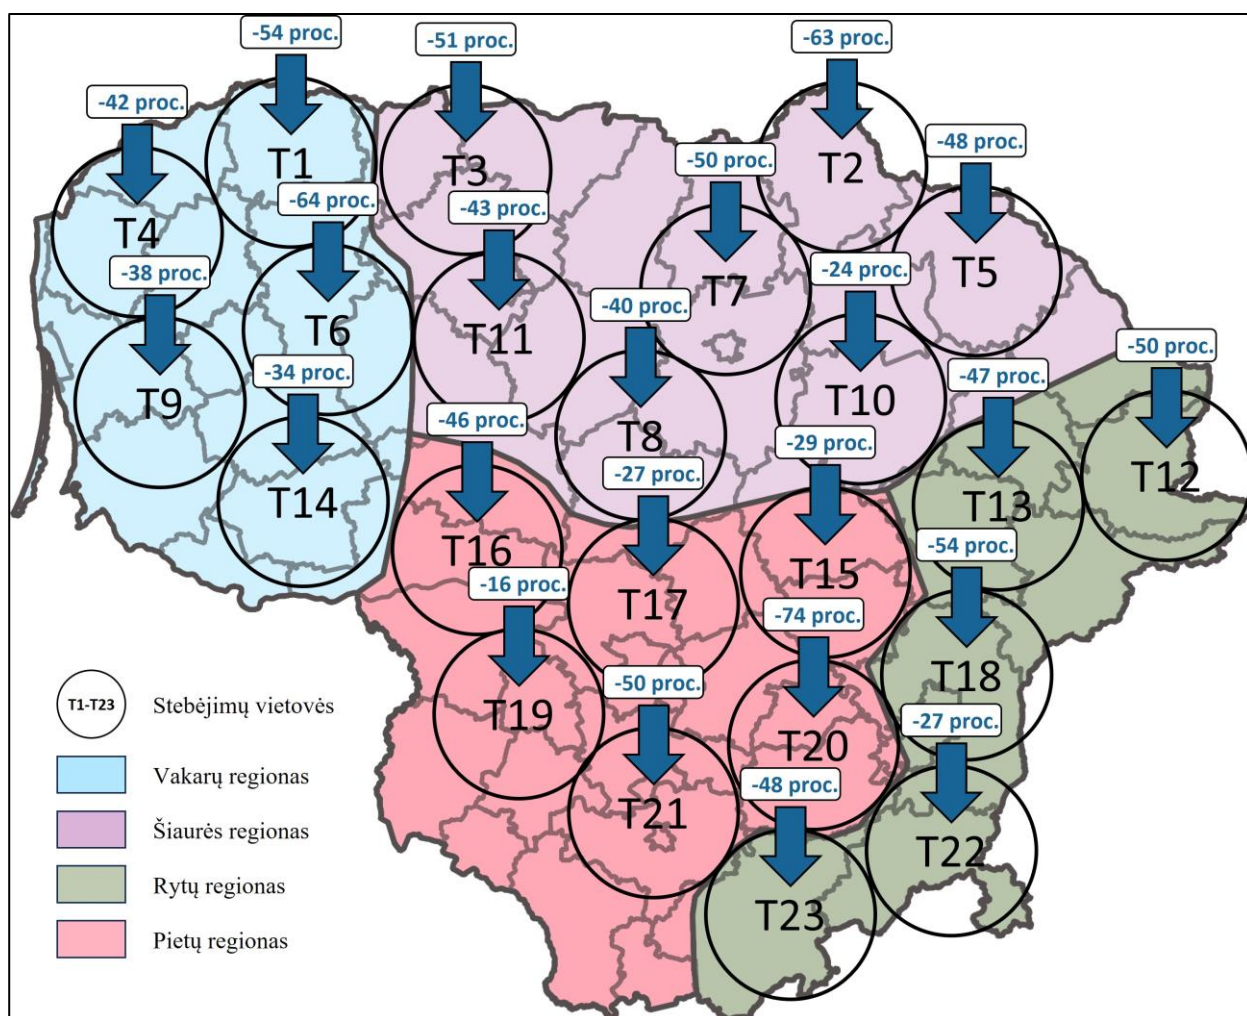 -54 proc.
-51 proc.
-63 proc.
-42 proc.
-48 proc.
-50 proc.
T1
T3
T2
-64 proc.
-43 proc.
T4
T5
-38 proc.
-24 proc.
T7
-40 proc.
T6
T11
-50 proc.
-34 proc.
-47 proc.
T9
T10
-46 proc.
T8
-29 proc.
-27 proc.
T12
T14
T13
T16
-54 proc.
T15
-16 proc.
T17
-74 proc.
T18
-50 proc.
T19
-27 proc.
T20
-48 proc.
T21
T22
T23
T1-T23
Stebėjimų vietovės
Vakarų regionas
Šiaurės regionas
Rytų regionas
Pietų regionas